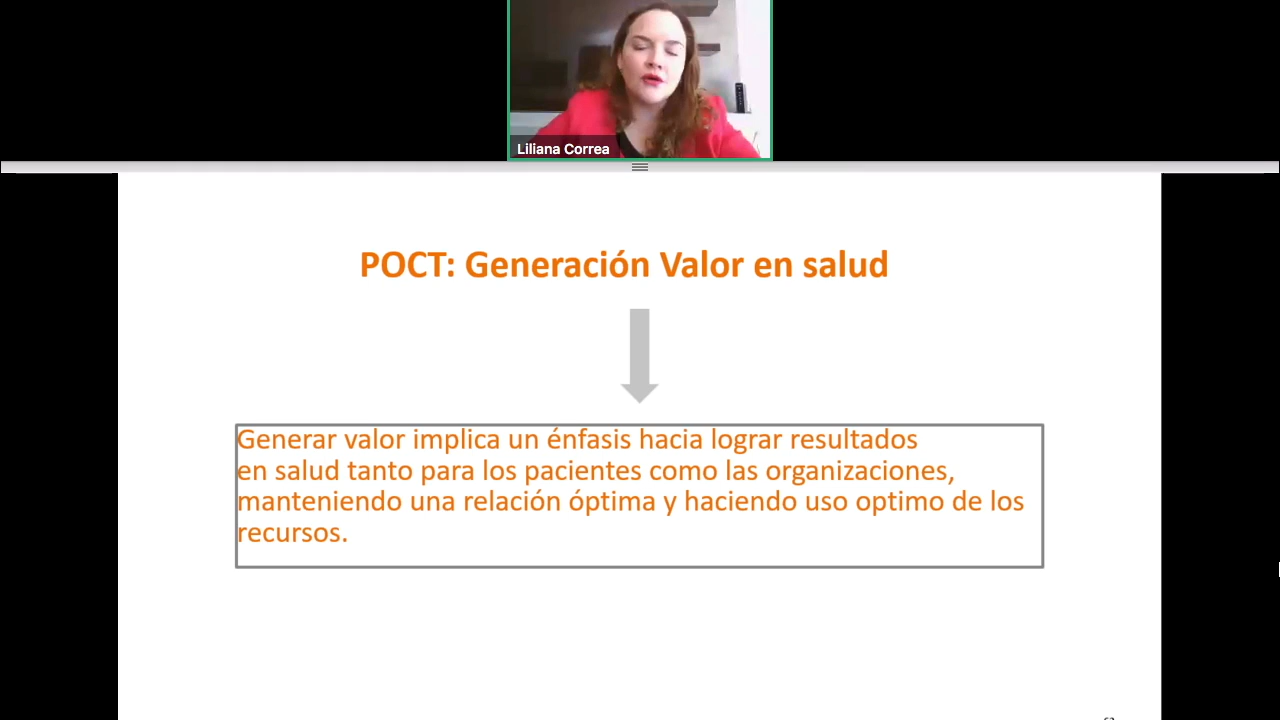 Liliana Correa
POCT: Generación Valor en salud
Generar valor implica un énfasis hacia lograr resultados
en salud tanto para los pacientes como las organizaciones,
manteniendo una relación óptima y haciendo uso optimo de los
recursos.